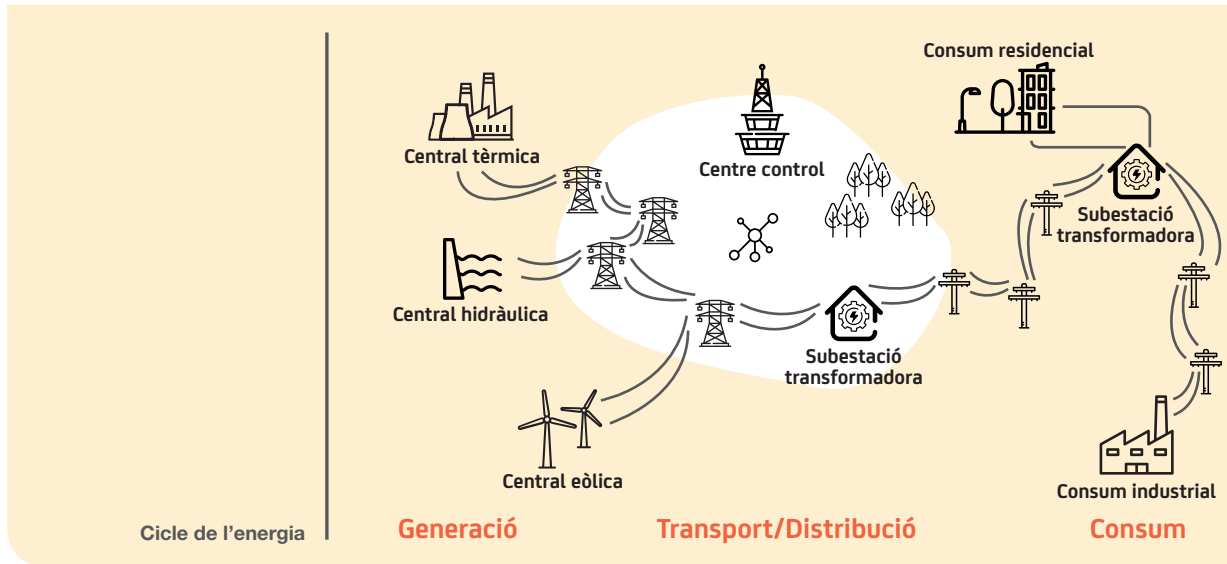 Consum residencial
Central tèrmica
Centre control
Subestació
transformadora
Central hidràulica
Subestació
transformadora
Central eòlica
Consum industrial
Cicle de l’energia
Generació
Transport/Distribució
Consum